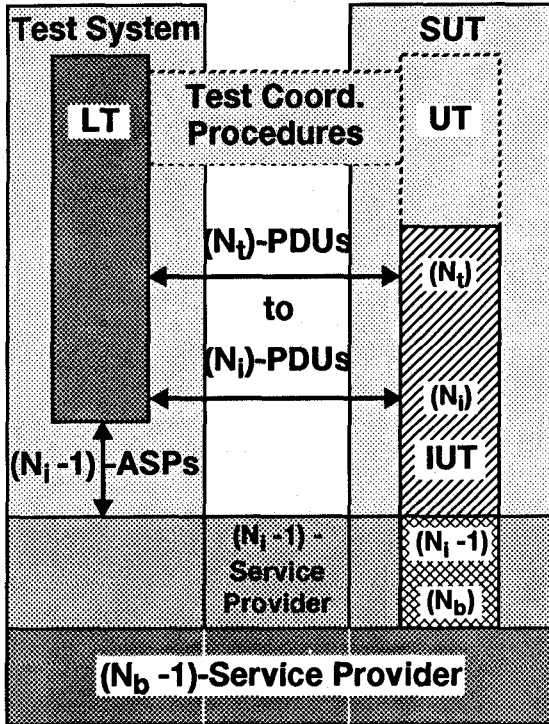 Test System
SUT
LT
Test Coord.
Procedures
UT
(Nt)-PDUs
(Nt)
to
(Ni)-PDUs
(Ni)
(Ni -1) -ASPs
IUT
(Ni -1) -
Service
Provider
(Ni -1)
(Nb)
(Nb -1)-Service Provider